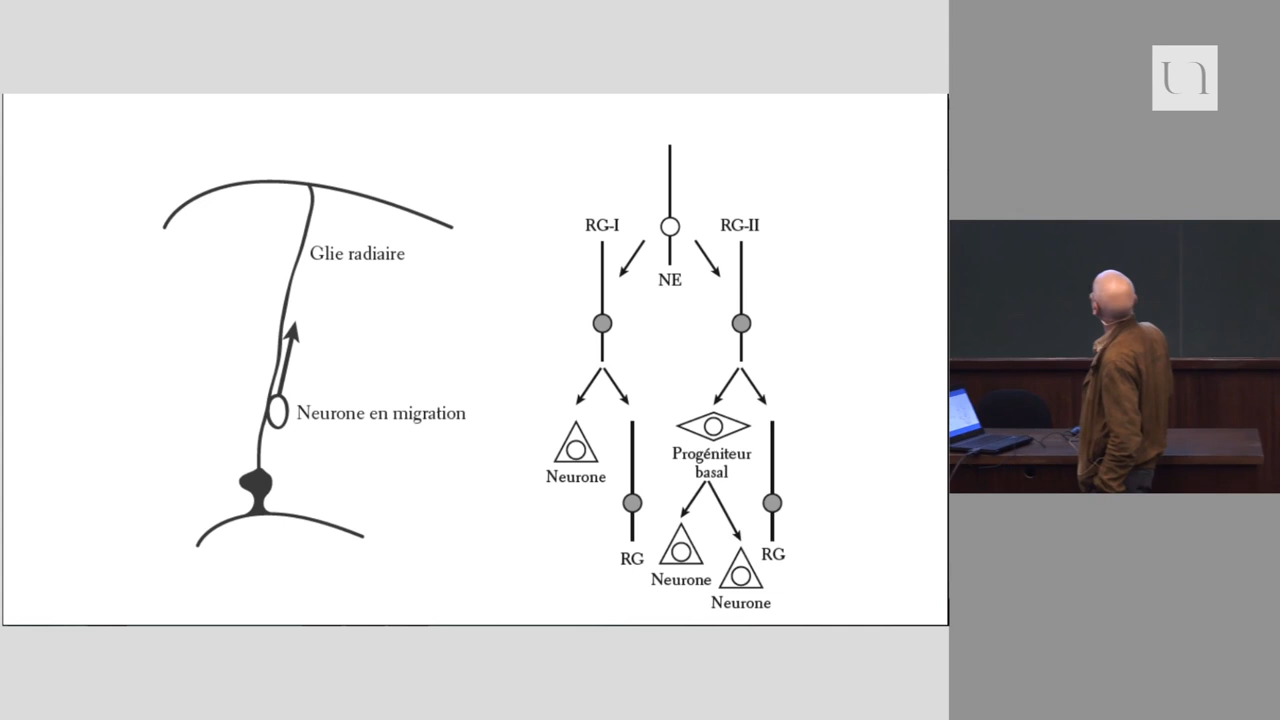 Glie radiaire
Neurone en migration
RG-I
RG-II
NE
Neurone
RG
Progéniteur
basal
Neurone
Neurone
RG